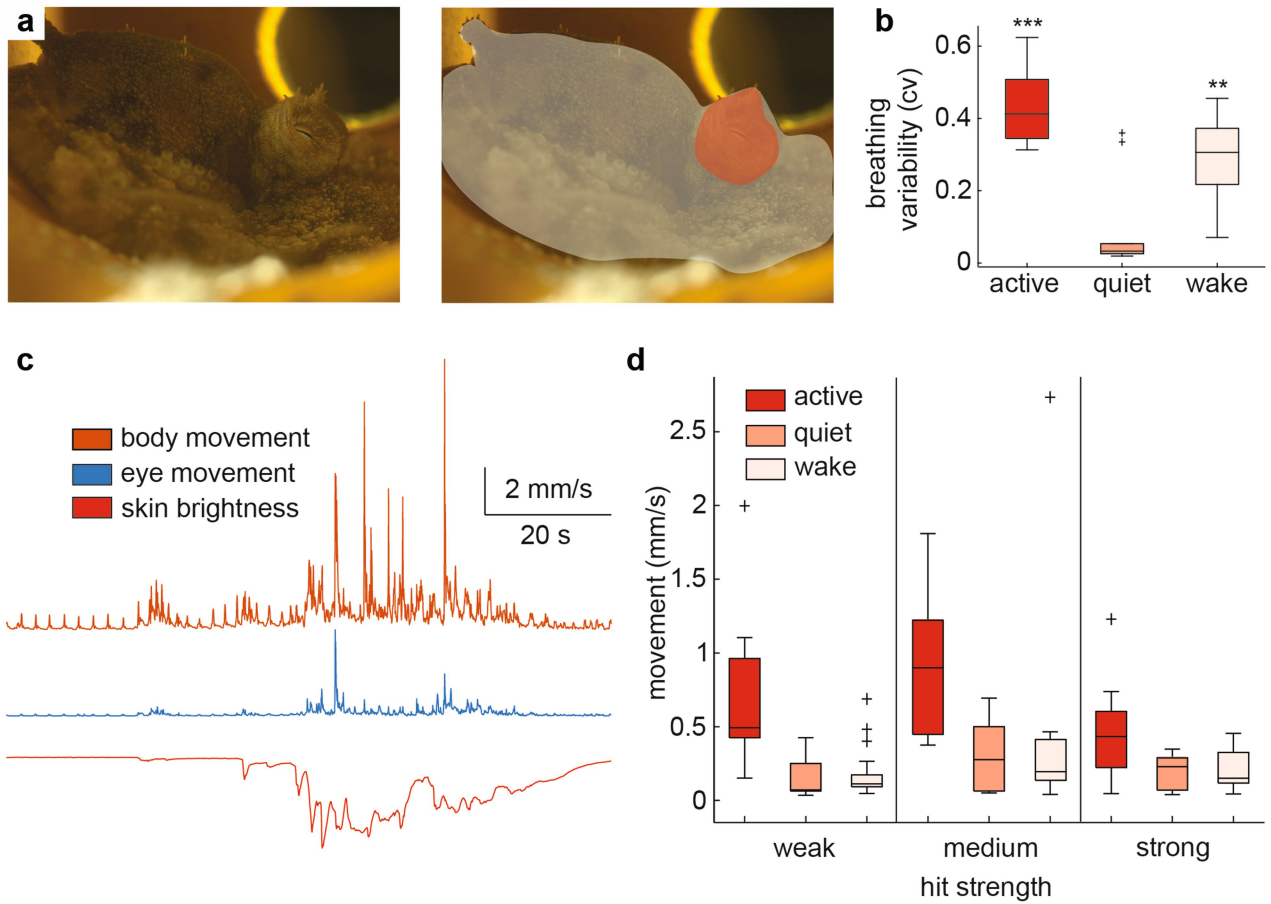 a
b
breathing
variability (cv)
0.6
0.4
0.2
0
***
**
active
quiet
wake
c
body movement
eye movement
skin brightness
2 mm/s
20 s
d
active
quiet
wake
movement (mm/s)
2.5
2
1.5
1
0.5
0
weak
medium
strong
hit strength